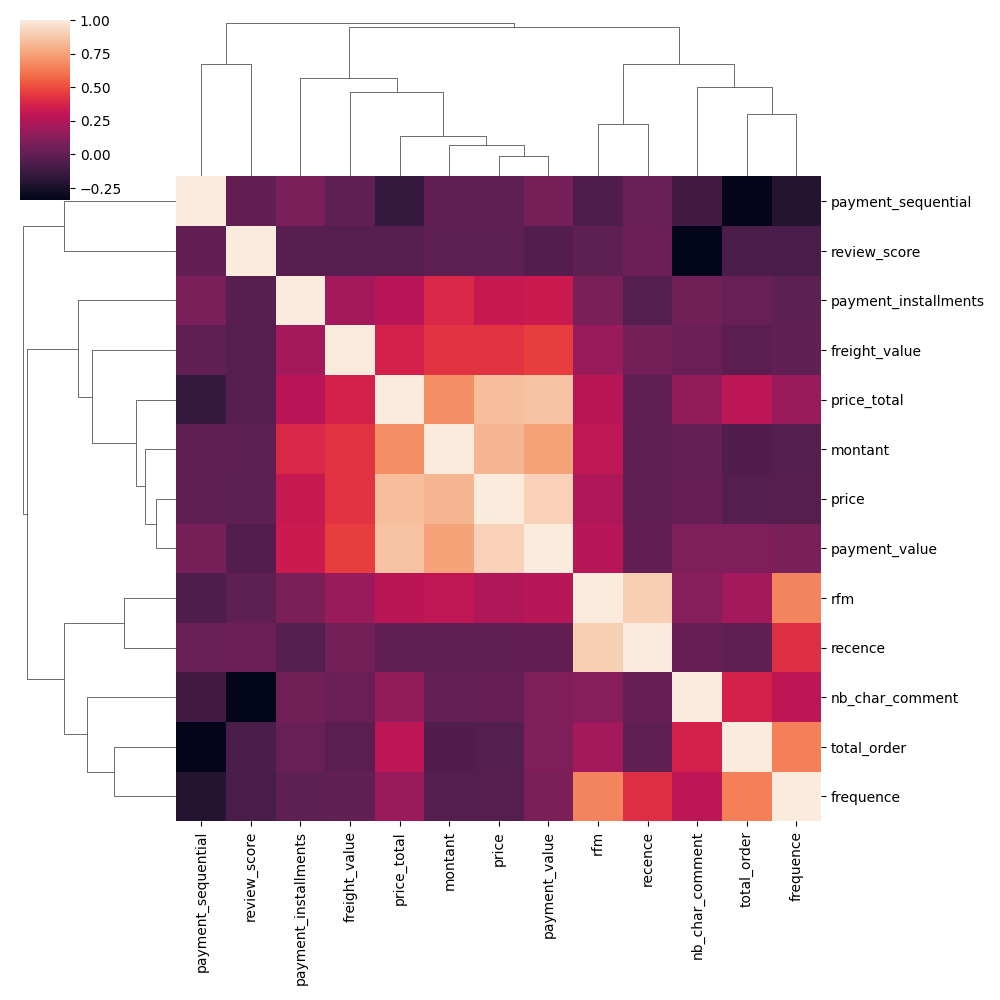 1.00
0.75
0.50
0.25
0.00
−0.25
payment_sequential
review_score
payment_installments
freight_value
price_total
montant
price
payment_value
rfm
recence
nb_char_comment
total_order
frequence
payment_sequential
review_score
payment_installments
freight_value
price_total
montant
price
payment_value
rfm
recence
nb_char_comment
total_order
frequence